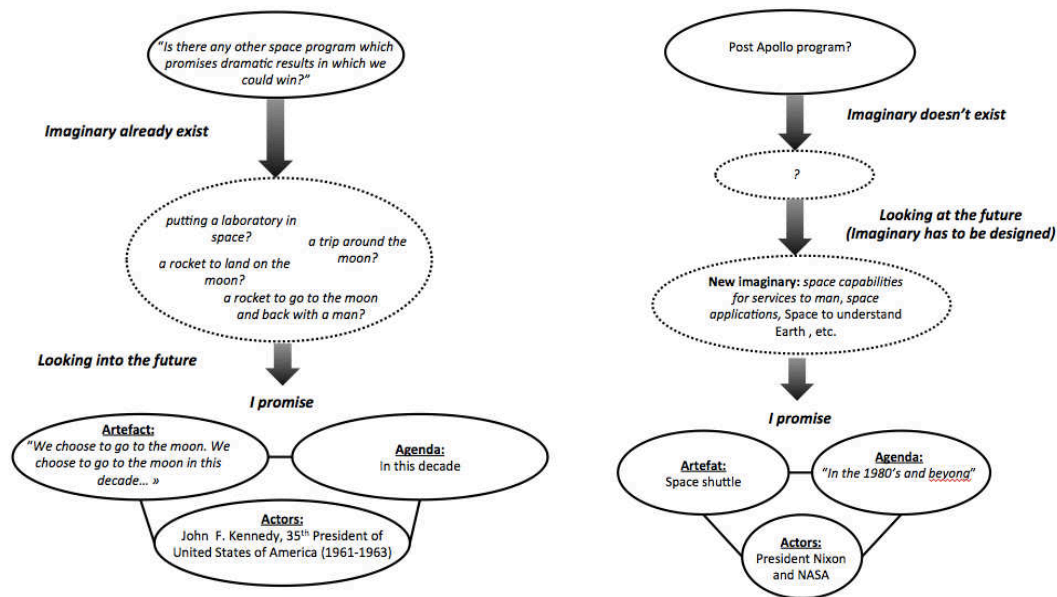 “Is there any other space program which
promises dramatic results in which we
could win?”
Imaginary already exist
putting a laboratory in
space?
a trip around the
moon?
a rocket to land on the
moon?
a rocket to go to the moon
and back with a man?
Looking into the future
I promise
Artefact:
“We choose to go to the moon. We
choose to go to the moon in this
decade... »
Agenda:
In this decade
Actors:
John F. Kennedy, 35th President of
United States of America (1961-1963)
Post Apollo program?
Imaginary doesn’t exist
?
Looking at the future
(Imaginary has to be designed)
New imaginary: space capabilities
for services to man, space
applications, Space to understand
Earth , etc.
I promise
Artefat:
Space shuttle
Agenda:
“In the 1980’s and beyong”
Actors:
President Nixon
and NASA